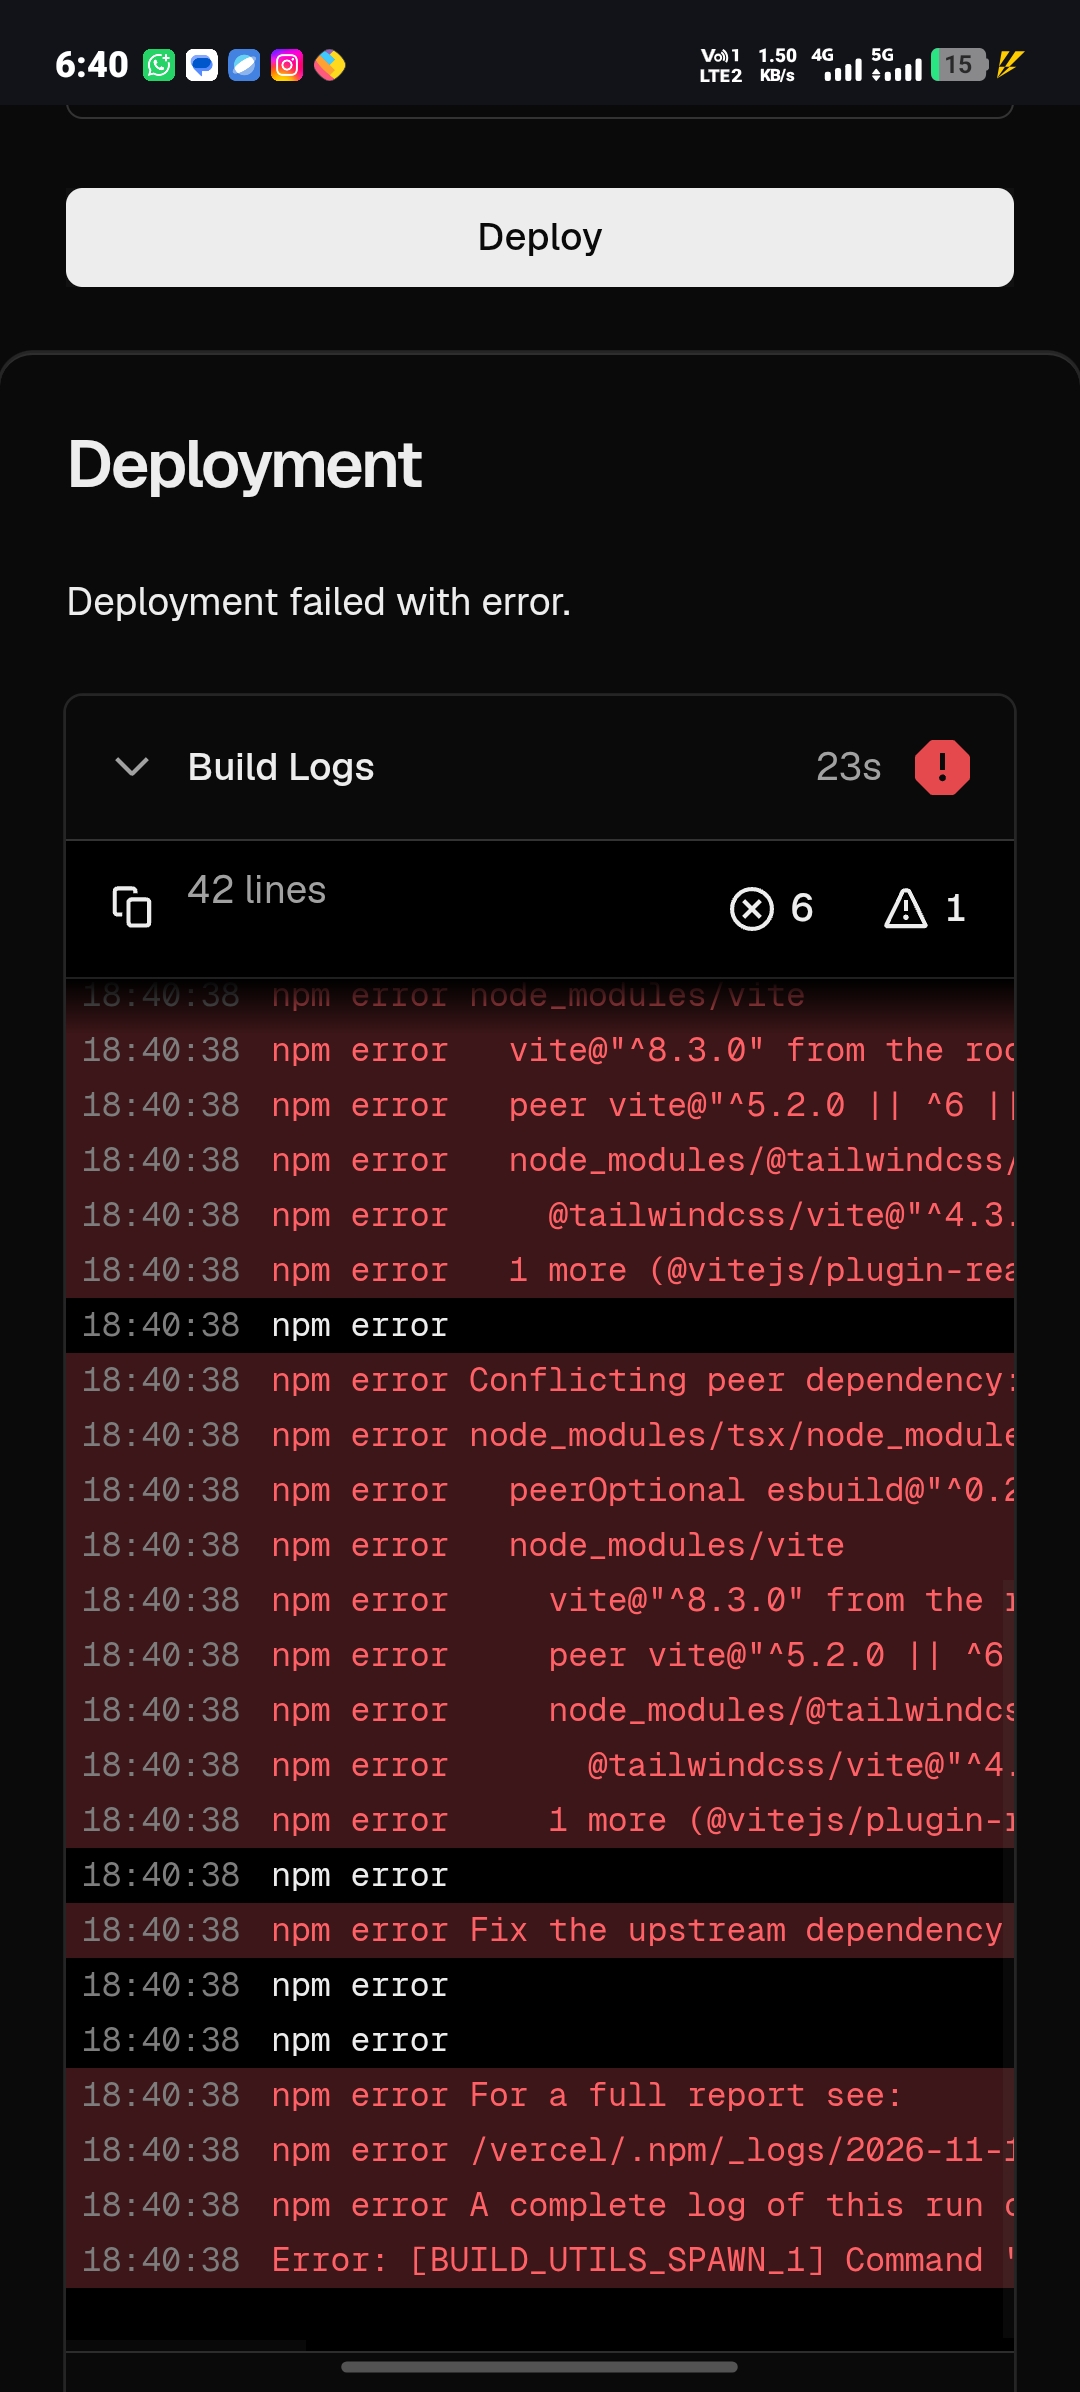 6:40
Vo) 1
LTE 2
1.50
KB/s
4G
5G
15
Deploy
Deployment
Deployment failed with error.
Build Logs
23s
42 lines
6
1
18:40:38 npm error node_modules/vite
18:40:38 npm error vite@"^8.3.0" from the
18:40:38 npm error peer vite@"^5.2.0 || ^6 ||
18:40:38 npm error node_modules/@tailwindcss/
18:40:38 npm error @tailwindcss/vite@"^4.3.
18:40:38 npm error 1 more (@vitejs/plugin-rea
18:40:38 npm error
18:40:38 npm error Conflicting peer dependency:
18:40:38 npm error node_modules/tsx/node_module
18:40:38 npm error peerOptional esbuild@"^0.2
18:40:38 npm error node_modules/vite
18:40:38 npm error vite@"^8.3.0" from the
18:40:38 npm error peer vite@"^5.2.0 || ^6
18:40:38 npm error node_modules/@tailwindcs
18:40:38 npm error @tailwindcss/vite@"^4.
18:40:38 npm error 1 more (@vitejs/plugin-r
18:40:38 npm error
18:40:38 npm error Fix the upstream dependency
18:40:38 npm error
18:40:38 npm error
18:40:38 npm error For a full report see:
18:40:38 npm error /vercel/.npm/_logs/2026-11-1
18:40:38 npm error A complete log of this run
18:40:38 Error: [BUILD_UTILS_SPAWN_1] Command "